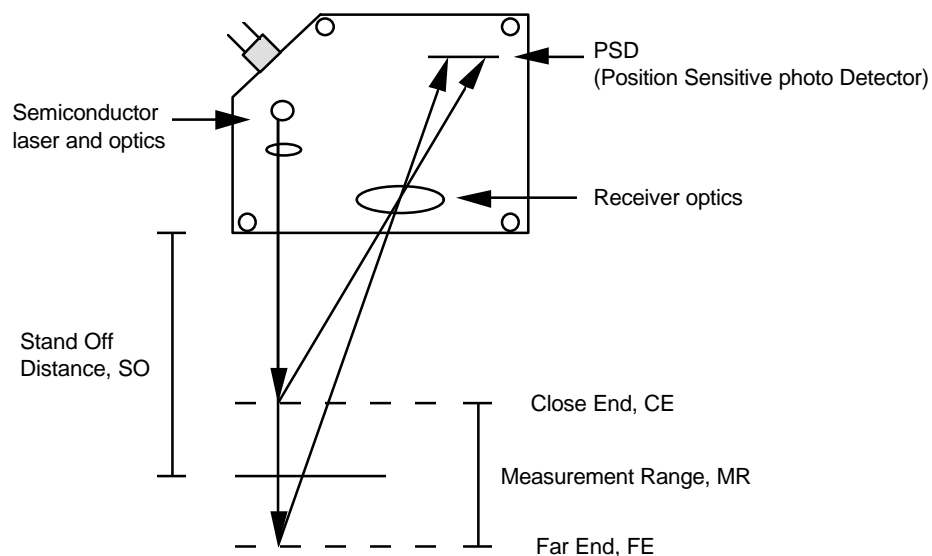 PSD
(Position Sensitive photo Detector)
Semiconductor
laser and optics
Receiver optics
Stand Off
Distance, SO
Close End, CE
Measurement Range, MR
Far End, FE